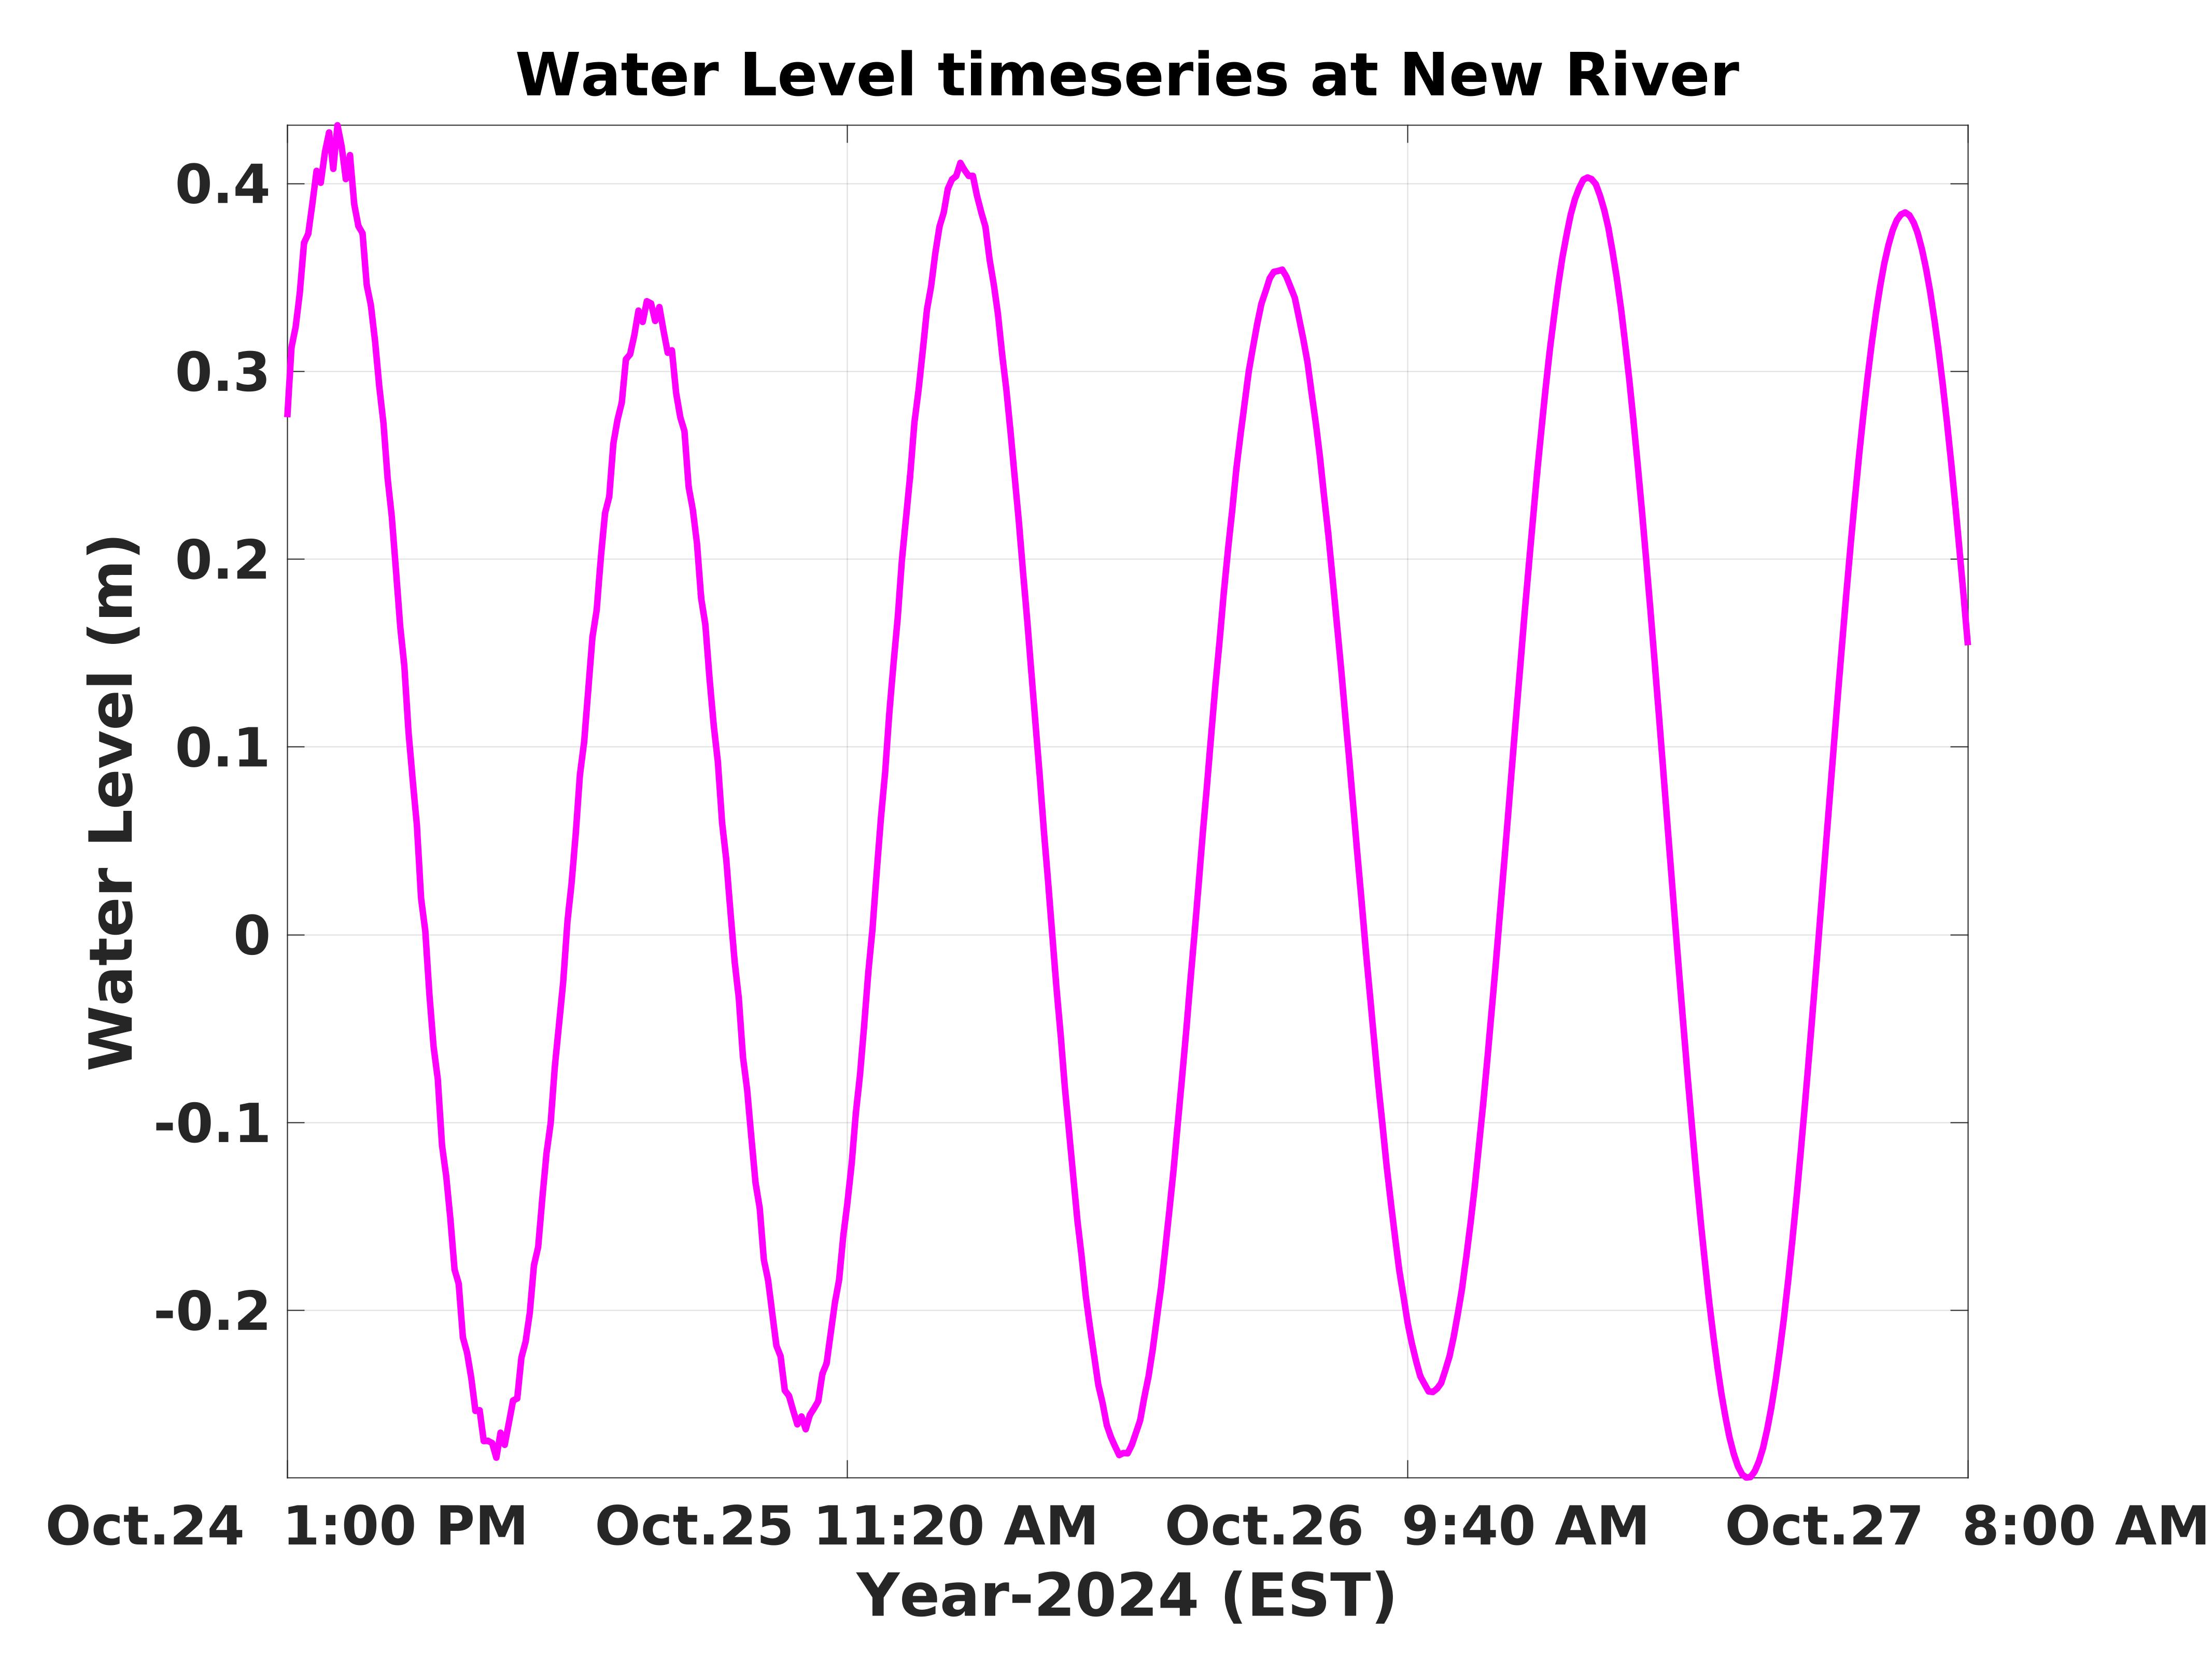 Water Level timeseries at New River
Water Level (m)
0.4
0.3
0.2
0.1
0
-0.1
-0.2
Oct.24 1:00 PM Oct.25 11:20 AM Oct.26 9:40 AM Oct.27 8:00 AM
Year-2024 (EST)